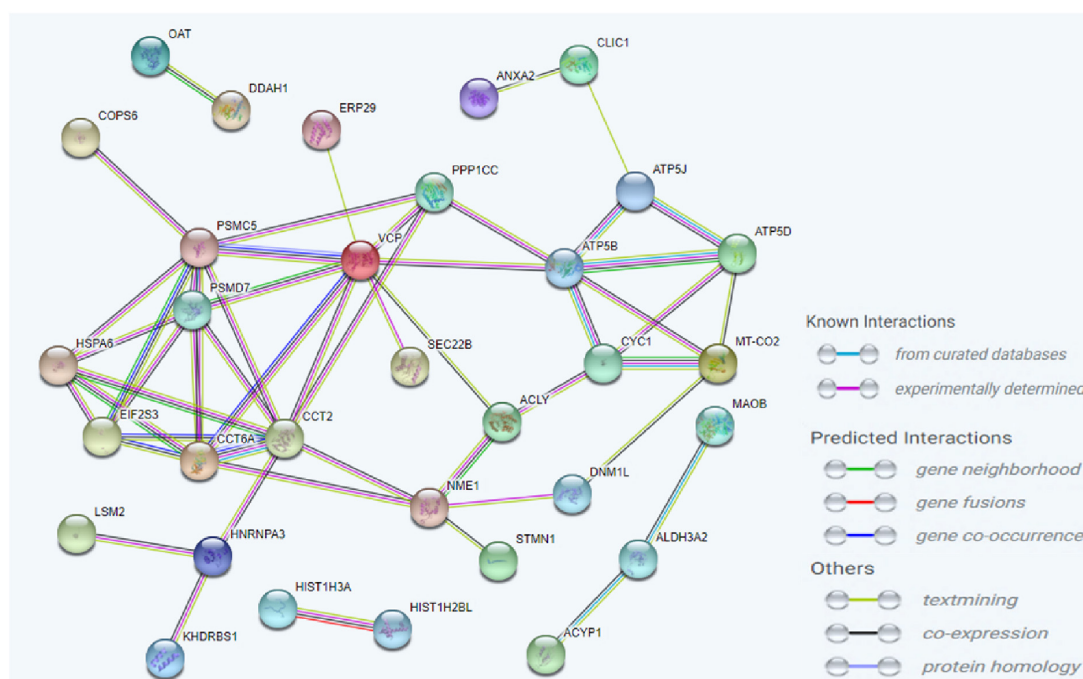 OAT
CLIC1
ANXA2
DDAH1
ERP29
COPS6
PPP1CC
ATP5J
PSMC5
VCP
ATP5B
ATP5D
PSMD7
HSPA6
SEC22B
CYC1
MT-CO2
EIF2S3
CCT6A
CCT2
ACLY
MAOB
NME1
DNM1L
LSM2
HNRNPA3
STMN1
ALDH3A2
HIST1H3A
HIST1H2BL
KHDRBS1
ACYP1
Known Interactions
from curated databases
experimentally determined
Predicted Interactions
gene neighborhood
gene fusions
gene co-occurrence
Others
textmining
co-expression
protein homology